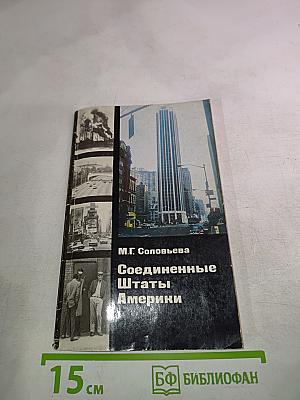 М.Г. Соловьева
Соединенные
Штаты
Америки
15 см
БФ БИБЛИОФАН